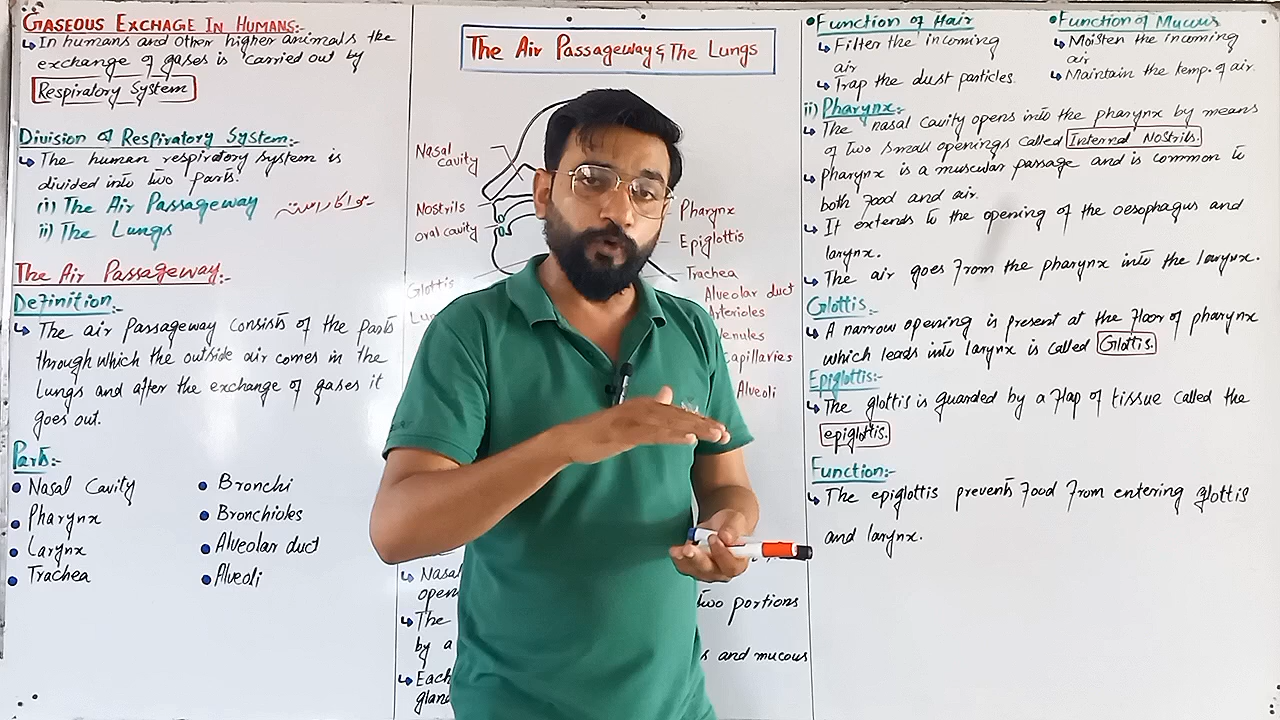 GASEOUS EXCHAGE IN HUMANS:-
↳ In humans and other higher animals the
exchange of gases is carried out by
Respiratory System
Division of Respiratory System:-
↳ The human respiratory system is
divided into two parts.
(i) The Air Passageway
ii) The Lungs
The Air Passageway:-
Definition:-
↳ The air passageway consists of the parts
through which the outside air comes in the
Lungs and after the exchange of gases it
goes out.
Parts:-
• Nasal Cavity
• Pharynx
• Larynx
• Trachea
• Bronchi
• Bronchioles
• Alveolar duct
• Alveoli
The Air Passageway & The Lungs
Nasal
cavity
Nostrils
oral cavity
Glottis
Pharynx
Epiglottis
Trachea
Alveolar duct
Arterioles
Venules
Capillaries
Alveoli
↳ Nasal
open
↳ The
two portions
by a
s and mucous
↳ Each
gland
• Function of Hair
↳ Filter the incoming
air
↳ Trap the dust particles.
• Function of Mucus
↳ Moisten the incoming
air
↳ Maintain the temp. of air.
ii) Pharynx:-
↳ The nasal cavity opens into the pharynx by means
of two small openings called Internal Nostrils.
↳ pharynx is a muscular passage and is common to
both food and air.
↳ It extends to the opening of the oesophagus and
larynx.
↳ The air goes from the pharynx into the larynx.
Glottis:-
↳ A narrow opening is present at the floor of pharynx
which leads into larynx is called Glottis.
Epiglottis:-
↳ The glottis is guarded by a flap of tissue called the
epiglottis.
Function:-
↳ The epiglottis prevents food from entering glottis
and larynx.